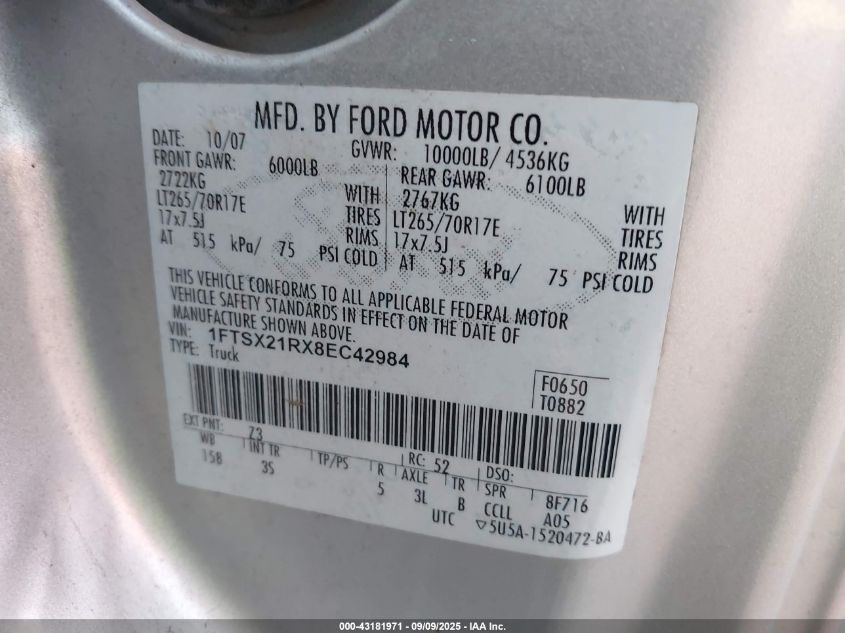 MFD. BY FORD MOTOR CO.
DATE: 10/07 GVWR: 10000LB/ 4536KG
FRONT GAWR: 6000LB REAR GAWR: 6100LB
2722KG WITH 2767KG WITH
LT265/70R17E TIRES LT265/70R17E TIRES
17x7.5J RIMS 17x7.5J RIMS
AT 515 kPa/ 75 PSI COLD AT 515 kPa/ 75 PSI COLD
THIS VEHICLE CONFORMS TO ALL APPLICABLE FEDERAL MOTOR
VEHICLE SAFETY STANDARDS IN EFFECT ON THE DATE OF
MANUFACTURE SHOWN ABOVE.
VIN: 1FTSX21RX8EC42984
TYPE: Truck
F0650
T0882
EXT PNT: Z3 RC: 52 DSO:
WB INT TR TP/PS R AXLE TR SPR 8F716
158 3S 5 3L B CCLL A05
UTC ▽5U5A-1520472-BA
000-43181971 - 09/09/2025 - IAA Inc.